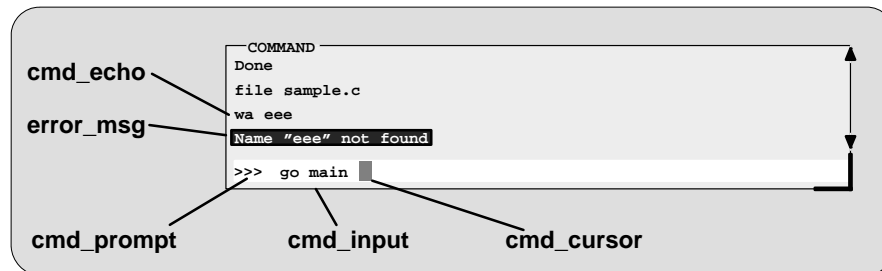 COMMAND
Done
cmd_echo
file sample.c
wa eee
error_msg
Name "eee" not found
>>> go main
cmd_prompt cmd_input cmd_cursor